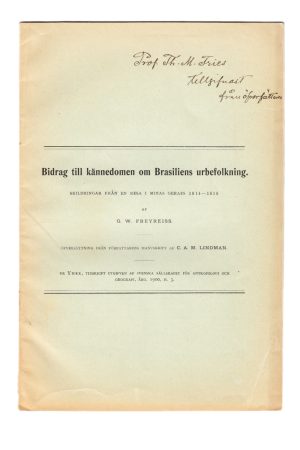 Prof Th. M. Fries
tillegnadt
från öfversättaren
Bidrag till kännedomen om Brasiliens urbefolkning.
SKILDRINGAR FRÅN EN RESA I MINAS GERAES 1814—1815
AF
G. W. FREYREISS.
ÖFVERSÄTTNING FRÅN FÖRFATTARENS MANUSKRIPT AF C. A. M. LINDMAN.
UR YMER, TIDSKRIFT UTGIFVEN AF SVENSKA SÄLLSKAPET FÖR ANTROPOLOGI OCH
GEOGRAFI, ÅRG. 1900, H. 3.